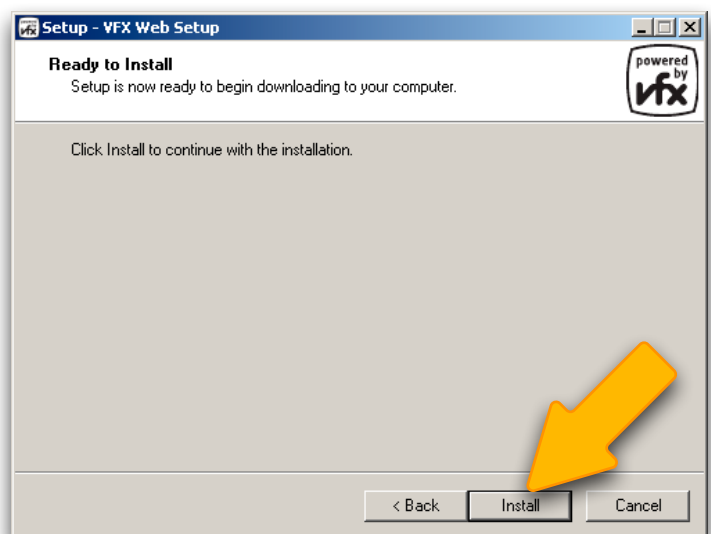 Setup - VFX Web Setup
Ready to Install
Setup is now ready to begin downloading to your computer.
powered
by
vfx
Click Install to continue with the installation.
< Back
Install
Cancel